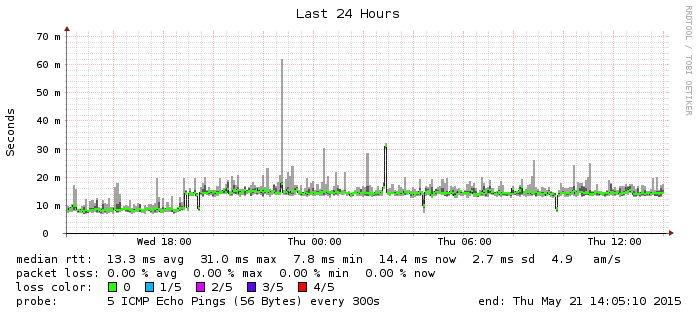 Last 24 Hours
RRDTOOL / TOBI OETIKER
Seconds
70 m
60 m
50 m
40 m
30 m
20 m
10 m
0
Wed 18:00 Thu 00:00 Thu 06:00 Thu 12:00
median rtt: 13.3 ms avg 31.0 ms max 7.8 ms min 14.4 ms now 2.7 ms sd 4.9 am/s
packet loss: 0.00 % avg 0.00 % max 0.00 % min 0.00 % now
loss color: 0 1/5 2/5 3/5 4/5
probe: 5 ICMP Echo Pings (56 Bytes) every 300s end: Thu May 21 14:05:10 2015